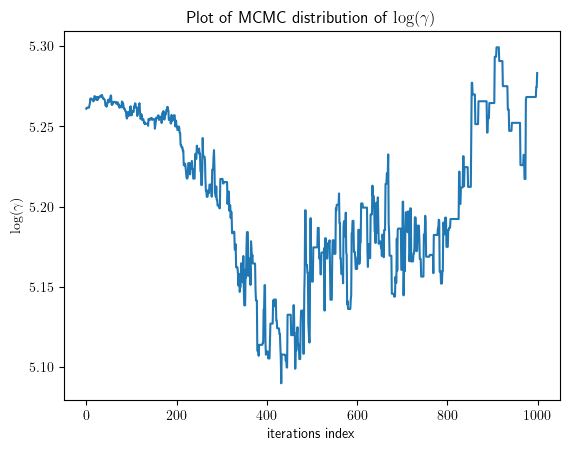 Plot of MCMC distribution of log(γ)
5.30
5.25
5.20
5.15
5.10
log(γ)
0 200 400 600 800 1000
iterations index